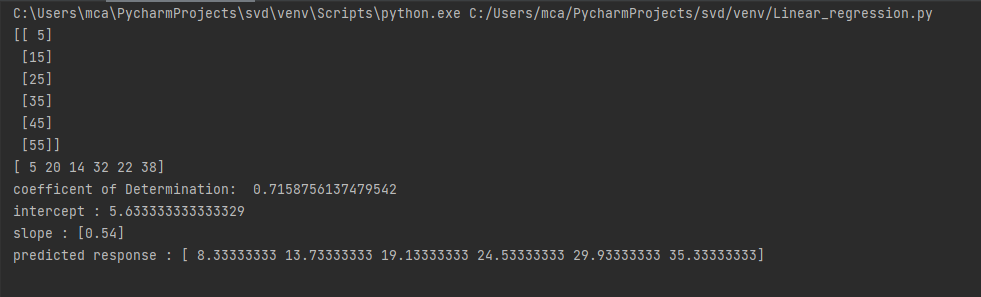 C:\Users\mca\PycharmProjects\svd\venv\Scripts\python.exe C:/Users/mca/PycharmProjects/svd/venv/Linear_regression.py
[[ 5]
 [15]
 [25]
 [35]
 [45]
 [55]]
[ 5 20 14 32 22 38]
coefficent of Determination:  0.7158756137479542
intercept : 5.633333333333329
slope : [0.54]
predicted response : [ 8.33333333 13.73333333 19.13333333 24.53333333 29.93333333 35.33333333]